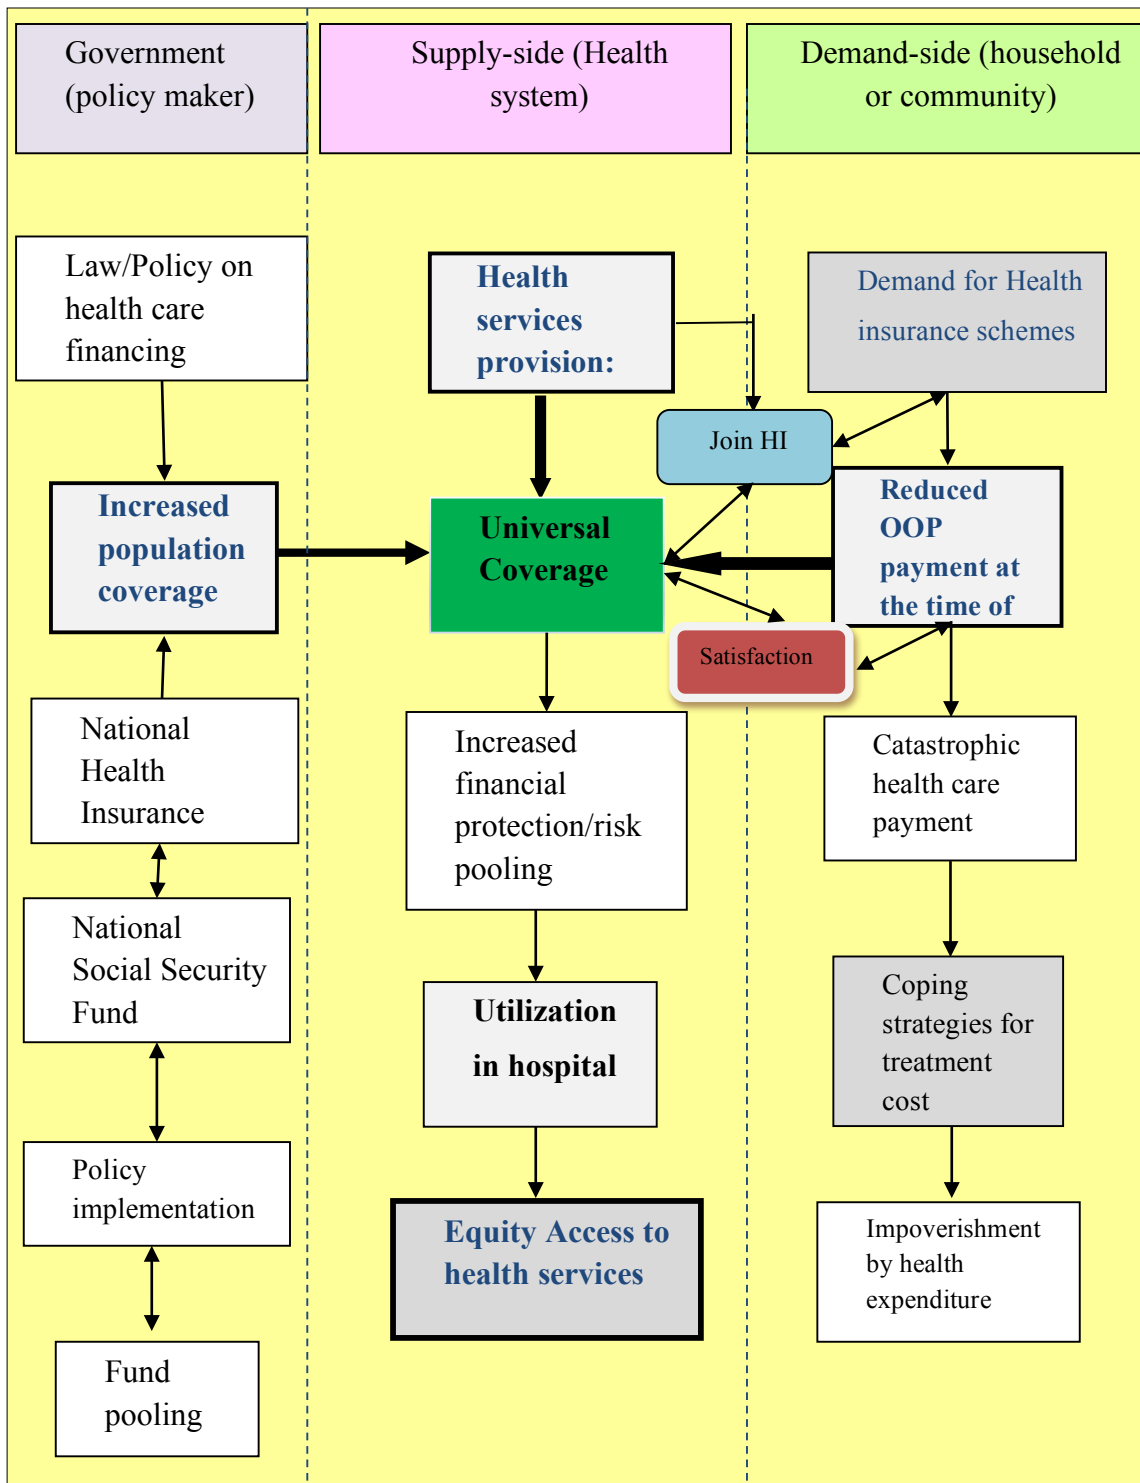 Government
(policy maker)
Supply-side (Health
system)
Demand-side (household
or community)
Law/Policy on
health care
financing
Increased
population
coverage
National
Health
Insurance
National
Social Security
Fund
Policy
implementation
Fund
pooling
Health
services
provision:
Join HI
Universal
Coverage
Satisfaction
Increased
financial
protection/risk
pooling
Utilization
in hospital
Equity Access to
health services
Demand for Health
insurance schemes
Reduced
OOP
payment at
the time of
Catastrophic
health care
payment
Coping
strategies for
treatment
cost
Impoverishment
by health
expenditure